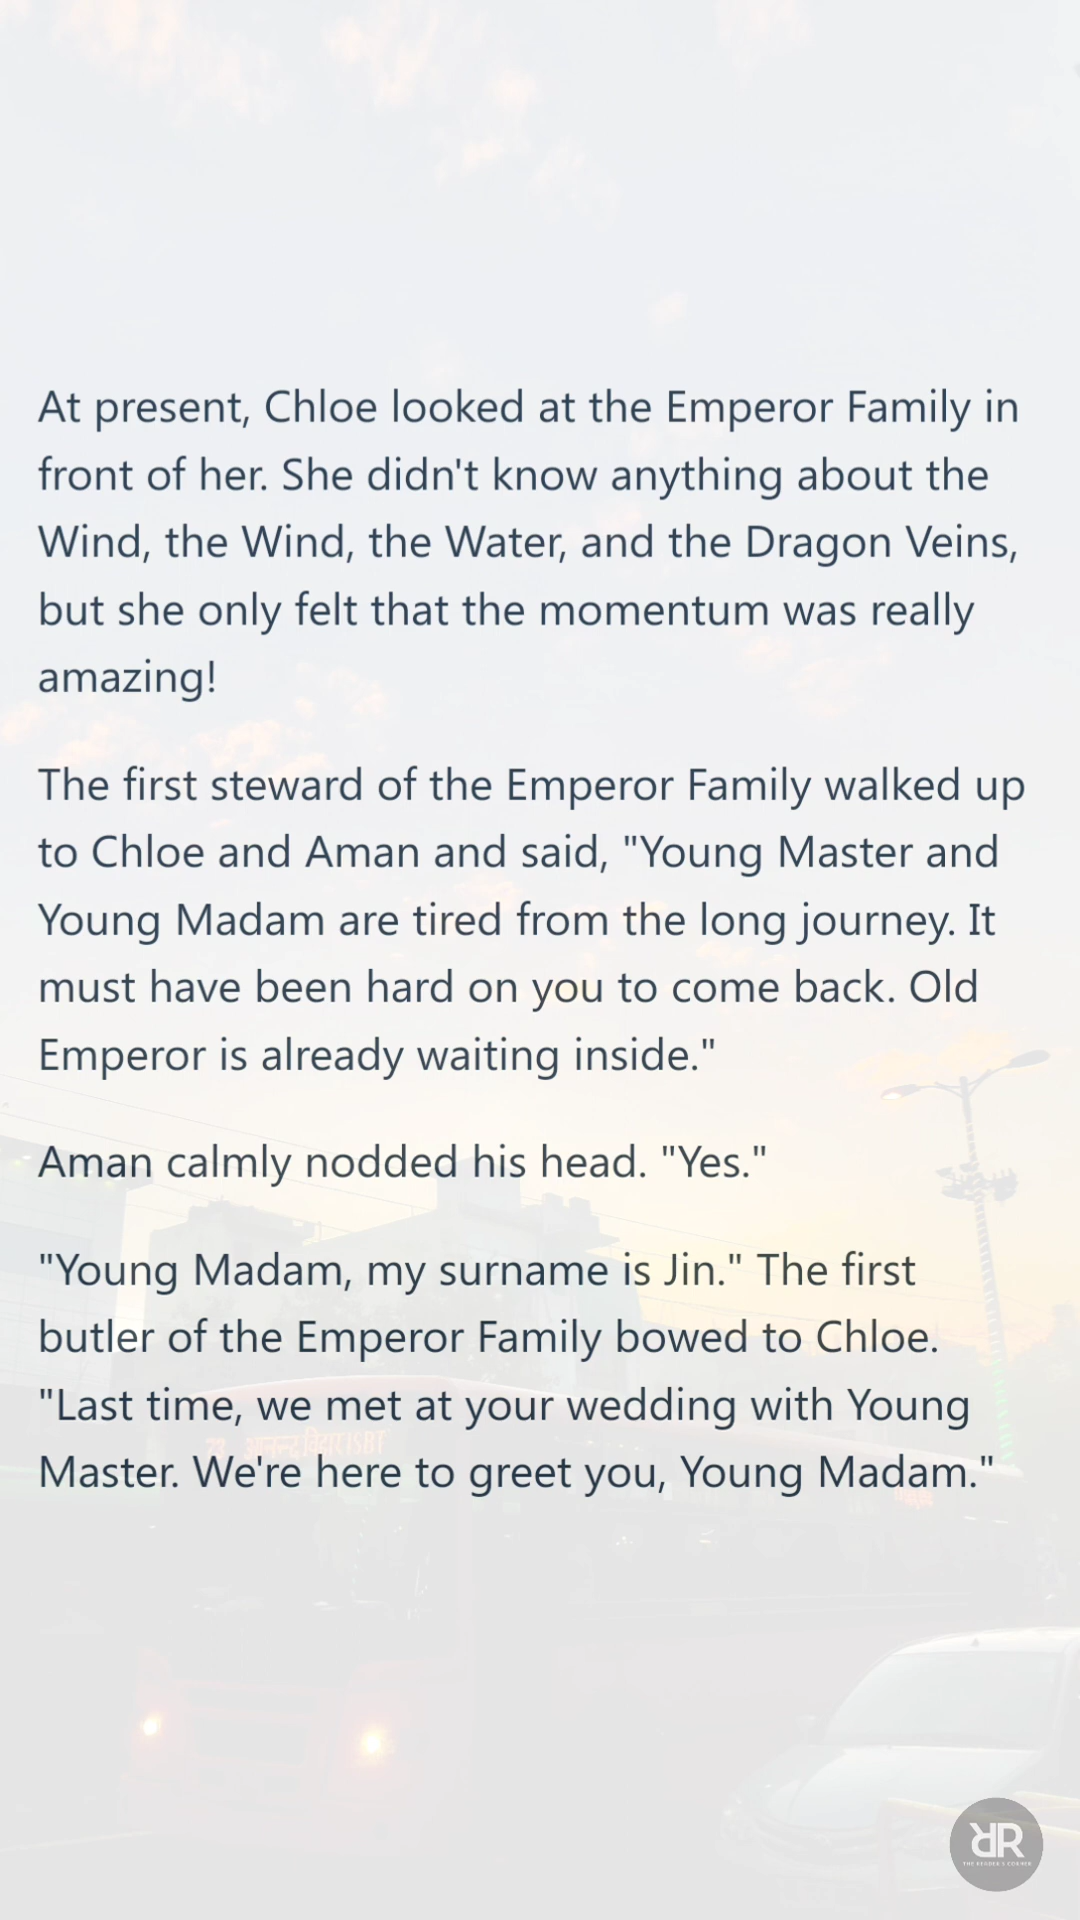 At present, Chloe looked at the Emperor Family in
front of her. She didn't know anything about the
Wind, the Wind, the Water, and the Dragon Veins,
but she only felt that the momentum was really
amazing!
The first steward of the Emperor Family walked up
to Chloe and Aman and said, "Young Master and
Young Madam are tired from the long journey. It
must have been hard on you to come back. Old
Emperor is already waiting inside."
Aman calmly nodded his head. "Yes."
"Young Madam, my surname is Jin." The first
butler of the Emperor Family bowed to Chloe.
"Last time, we met at your wedding with Young
Master. We're here to greet you, Young Madam."
RR
THE READER'S CORNER